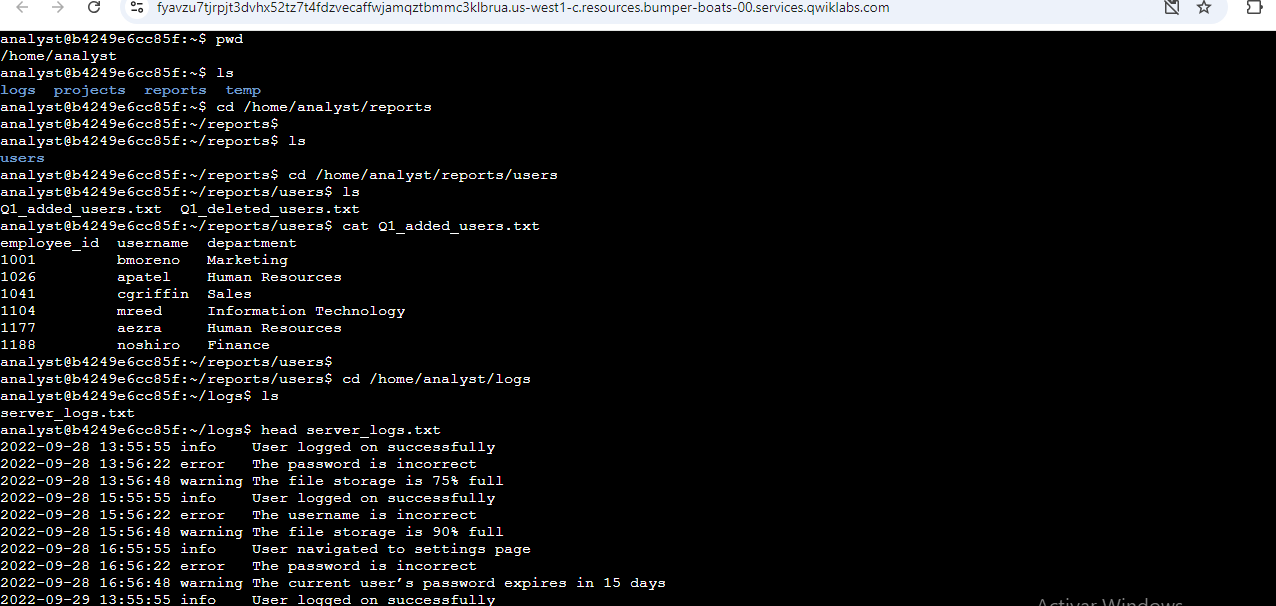 fyavzu7tjrpjt3dvhx52tz7t4fdzvecaffwjamqztbmmc3klbrua.us-west1-c.resources.bumper-boats-00.services.qwiklabs.com
analyst@b4249e6cc85f:~$ pwd
/home/analyst
analyst@b4249e6cc85f:~$ ls
logs  projects  reports  temp
analyst@b4249e6cc85f:~$ cd /home/analyst/reports
analyst@b4249e6cc85f:~/reports$
analyst@b4249e6cc85f:~/reports$ ls
users
analyst@b4249e6cc85f:~/reports$ cd /home/analyst/reports/users
analyst@b4249e6cc85f:~/reports/users$ ls
Q1_added_users.txt  Q1_deleted_users.txt
analyst@b4249e6cc85f:~/reports/users$ cat Q1_added_users.txt
employee_id  username  department
1001         bmoreno   Marketing
1026         apatel    Human Resources
1041         cgriffin  Sales
1104         mreed     Information Technology
1177         aezra     Human Resources
1188         noshiro   Finance
analyst@b4249e6cc85f:~/reports/users$
analyst@b4249e6cc85f:~/reports/users$ cd /home/analyst/logs
analyst@b4249e6cc85f:~/logs$ ls
server_logs.txt
analyst@b4249e6cc85f:~/logs$ head server_logs.txt
2022-09-28 13:55:55 info    User logged on successfully
2022-09-28 13:56:22 error   The password is incorrect
2022-09-28 13:56:48 warning The file storage is 75% full
2022-09-28 15:55:55 info    User logged on successfully
2022-09-28 15:56:22 error   The username is incorrect
2022-09-28 15:56:48 warning The file storage is 90% full
2022-09-28 16:55:55 info    User navigated to settings page
2022-09-28 16:56:22 error   The password is incorrect
2022-09-28 16:56:48 warning The current user’s password expires in 15 days
2022-09-29 13:55:55 info    User logged on successfully
Activar Windows